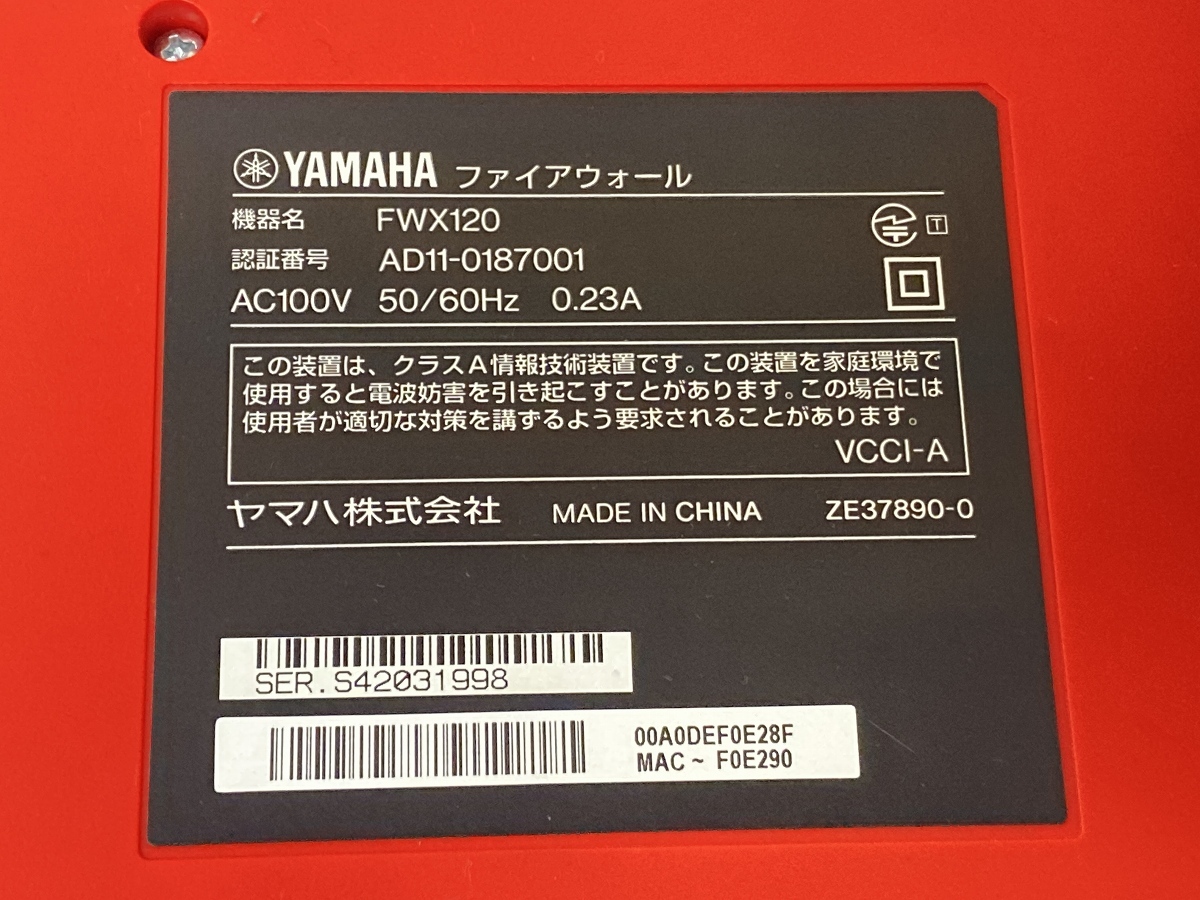 YAMAHA ファイアウォール
機器名 FWX120
T
認証番号 AD11-0187001
AC100V 50/60Hz 0.23A
この装置は、クラスA情報技術装置です。この装置を家庭環境で
使用すると電波妨害を引き起こすことがあります。この場合には
使用者が適切な対策を講ずるよう要求されることがあります。
VCCI-A
ヤマハ株式会社 MADE IN CHINA ZE37890-0
SER.S42031998
00A0DEF0E28F
MAC ~ F0E290